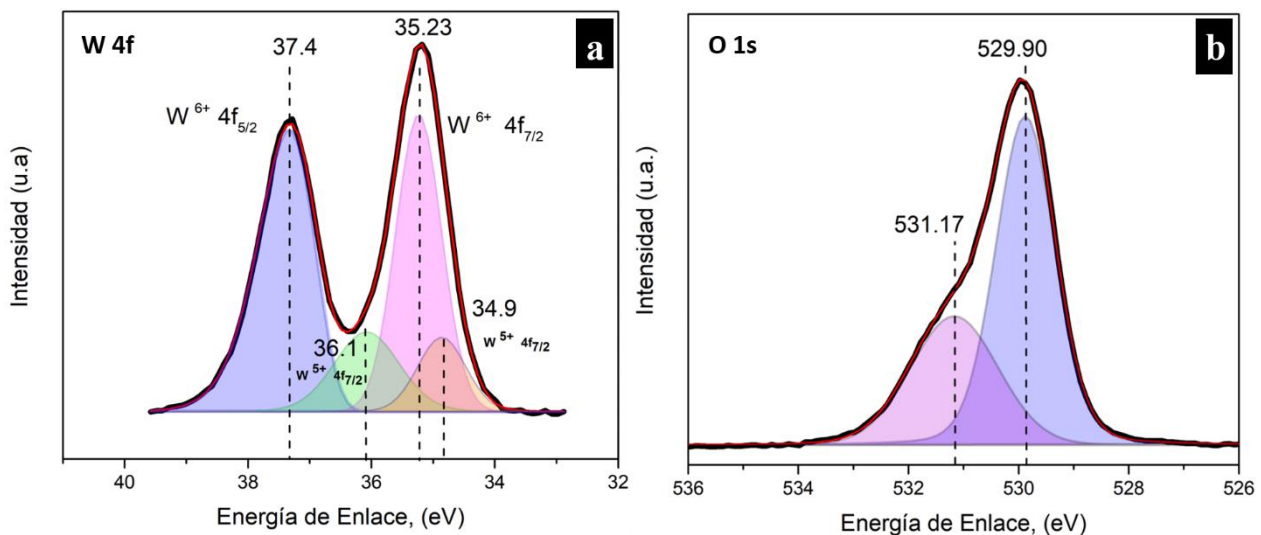 W 4f
37.4
35.23
a
W 6+ 4f5/2
W 6+ 4f7/2
34.9
W 5+ 4f7/2
36.1
W 5+ 4f7/2
Intensidad (u.a)
40 38 36 34 32
Energía de Enlace, (eV)
O 1s
529.90
b
531.17
Intensidad (u.a.)
536 534 532 530 528 526
Energía de Enlace, (eV)